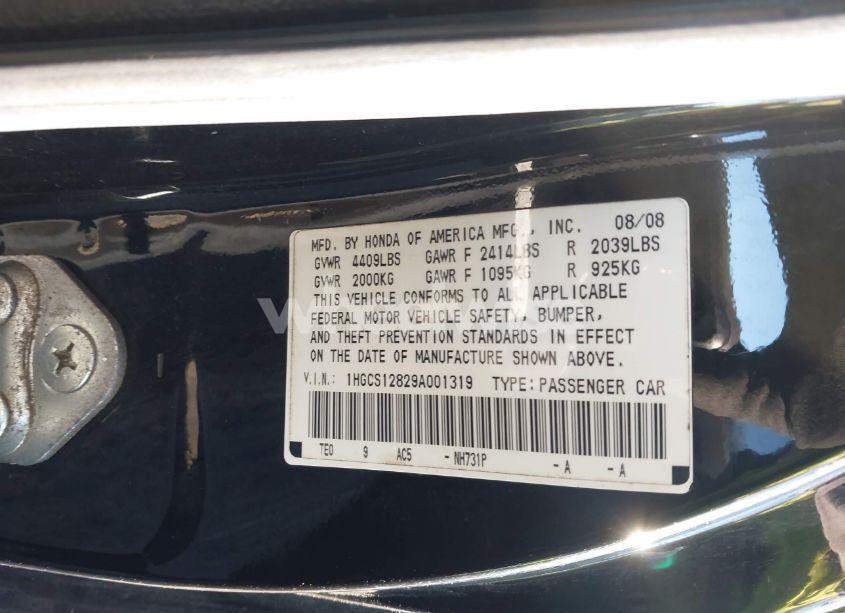 MFD. BY HONDA OF AMERICA MFG., INC. 08/08
GVWR 4409LBS GAWR F 2414LBS R 2039LBS
GVWR 2000KG GAWR F 1095KG R 925KG
THIS VEHICLE CONFORMS TO ALL APPLICABLE
FEDERAL MOTOR VEHICLE SAFETY, BUMPER,
AND THEFT PREVENTION STANDARDS IN EFFECT
ON THE DATE OF MANUFACTURE SHOWN ABOVE.
V.I.N.: 1HGCS12829A001319 TYPE: PASSENGER CAR
TE0 9 AC5 - NH731P - A - A